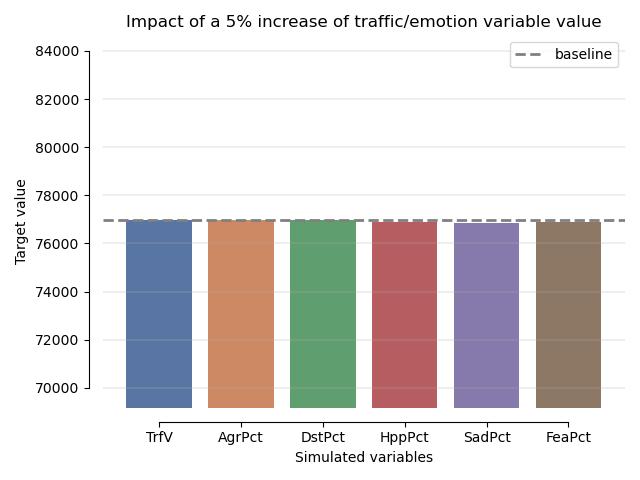 Impact of a 5% increase of traffic/emotion variable value
baseline
84000
82000
80000
78000
76000
74000
72000
70000
Target value
TrfV AgrPct DstPct HppPct SadPct FeaPct
Simulated variables